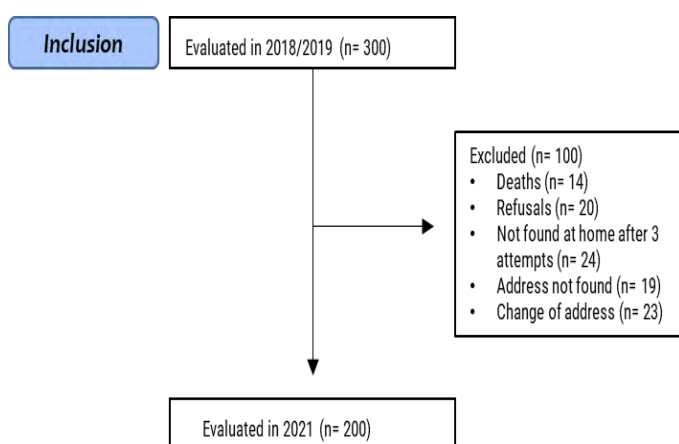 Inclusion
Evaluated in 2018/2019 (n= 300)
Excluded (n= 100)
• Deaths (n= 14)
• Refusals (n= 20)
• Not found at home after 3
attempts (n= 24)
• Address not found (n= 19)
• Change of address (n= 23)
Evaluated in 2021 (n= 200)